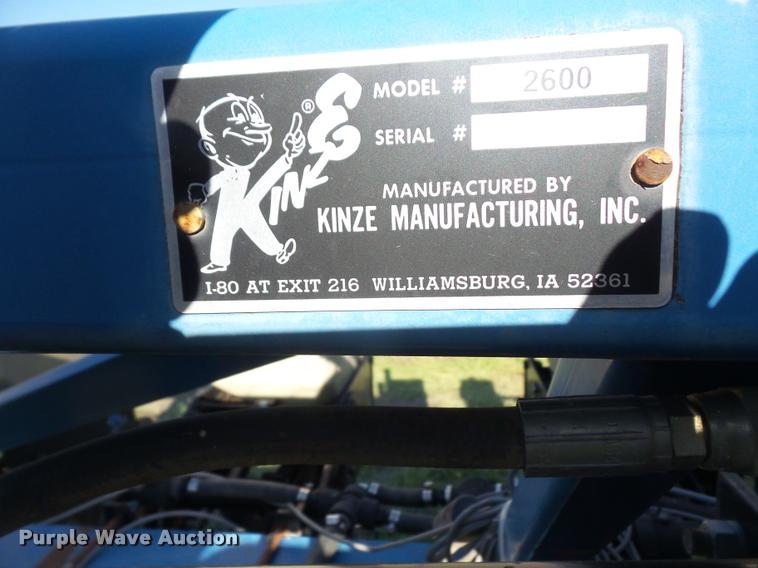 KINZE ®
MODEL # 2600
SERIAL #
MANUFACTURED BY
KINZE MANUFACTURING, INC.
I-80 AT EXIT 216 WILLIAMSBURG, IA 52361
Purple Wave Auction